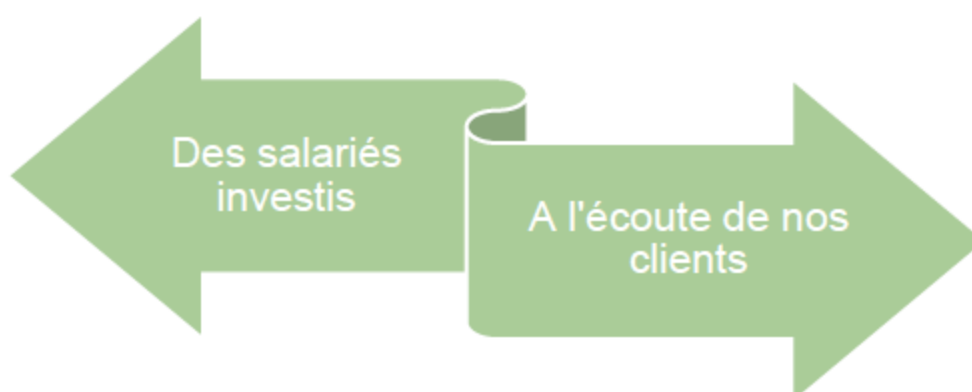 Des salariés
investis
A l'écoute de nos
clients